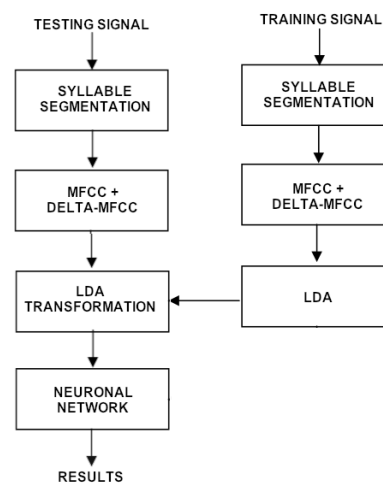 TESTING SIGNAL
SYLLABLE
SEGMENTATION
MFCC +
DELTA-MFCC
LDA
TRANSFORMATION
NEURONAL
NETWORK
RESULTS
TRAINING SIGNAL
SYLLABLE
SEGMENTATION
MFCC +
DELTA-MFCC
LDA